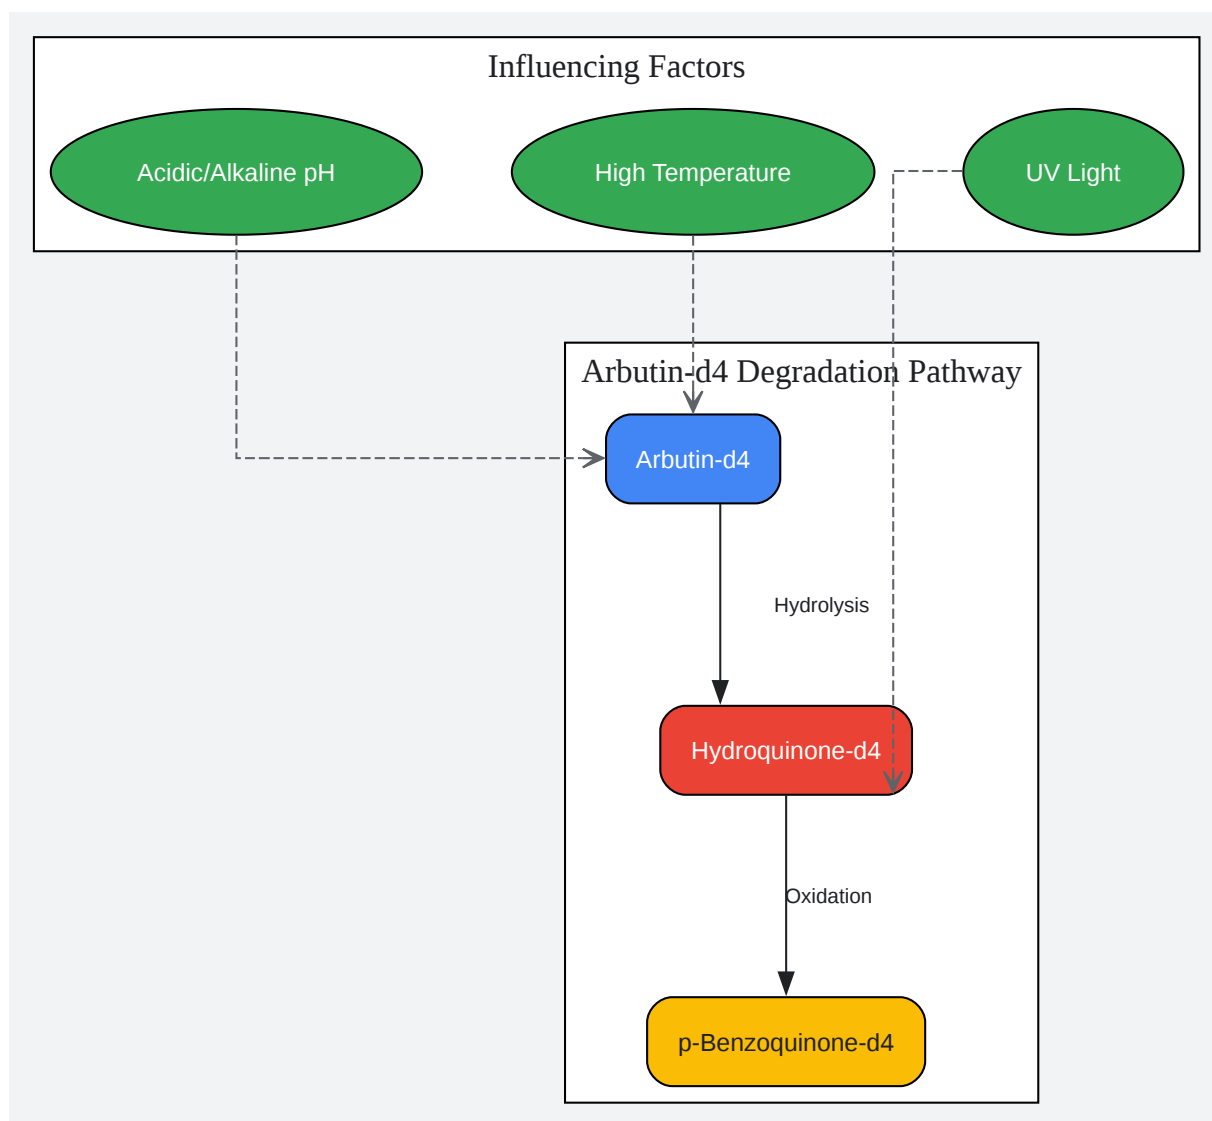 Influencing Factors
Acidic/Alkaline pH
High Temperature
UV Light
Arbutin-d4 Degradation Pathway
Arbutin-d4
Hydrolysis
Hydroquinone-d4
Oxidation
p-Benzoquinone-d4